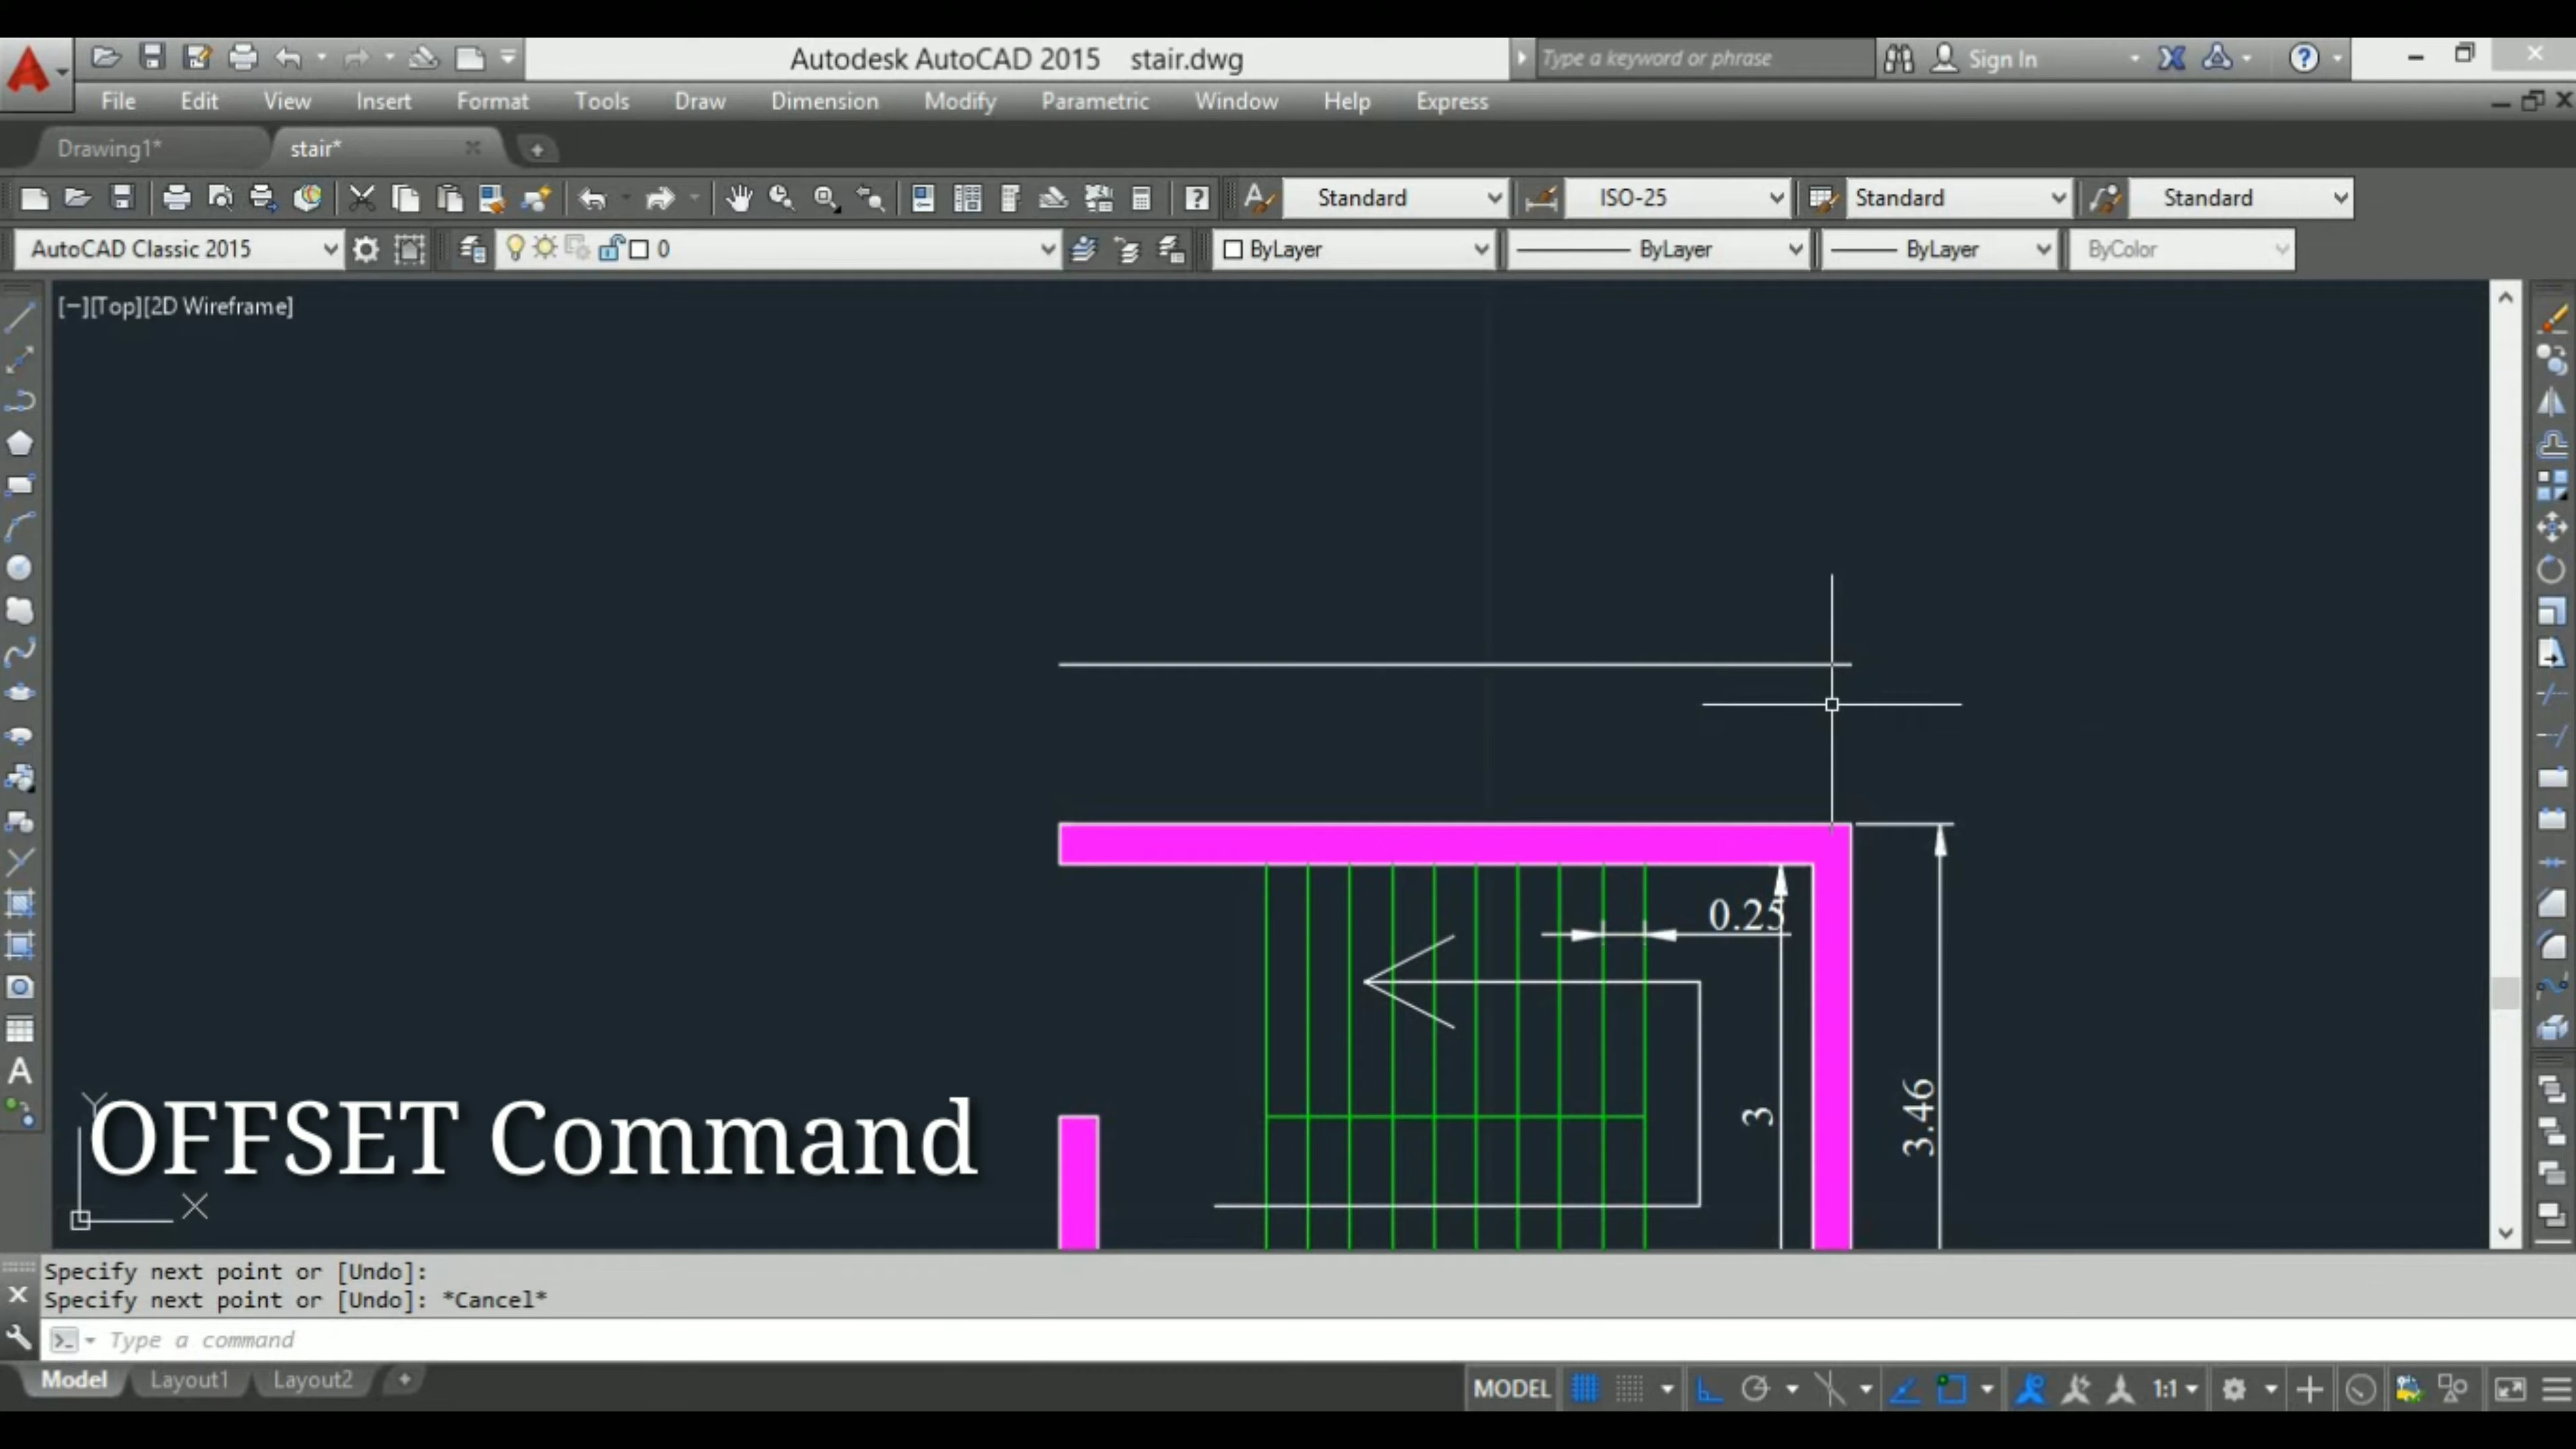 Autodesk AutoCAD 2015 stair.dwg
Type a keyword or phrase
Sign In
File Edit View Insert Format Tools Draw Dimension Modify Parametric Window Help Express
Drawing1*
stair*
Standard
ISO-25
Standard
Standard
AutoCAD Classic 2015
0
ByLayer
ByLayer
ByLayer
ByColor
[−][Top][2D Wireframe]
0.25
3
3.46
Y
OFFSET Command
X
Specify next point or [Undo]:
Specify next point or [Undo]: *Cancel*
Type a command
Model Layout1 Layout2
MODEL
1:1